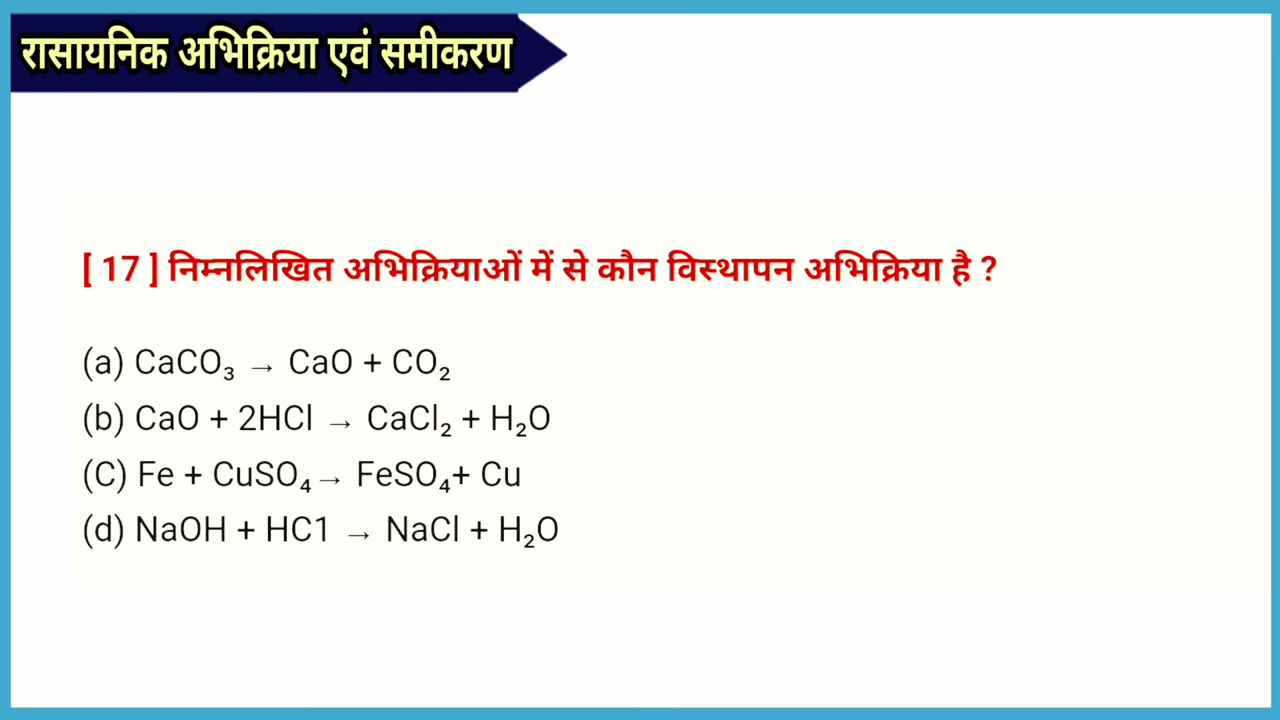 रासायनिक अभिक्रिया एवं समीकरण
[ 17 ] निम्नलिखित अभिक्रियाओं में से कौन विस्थापन अभिक्रिया है ?
(a) CaCO₃ → CaO + CO₂
(b) CaO + 2HCl → CaCl₂ + H₂O
(C) Fe + CuSO₄→ FeSO₄+ Cu
(d) NaOH + HC1 → NaCl + H₂O